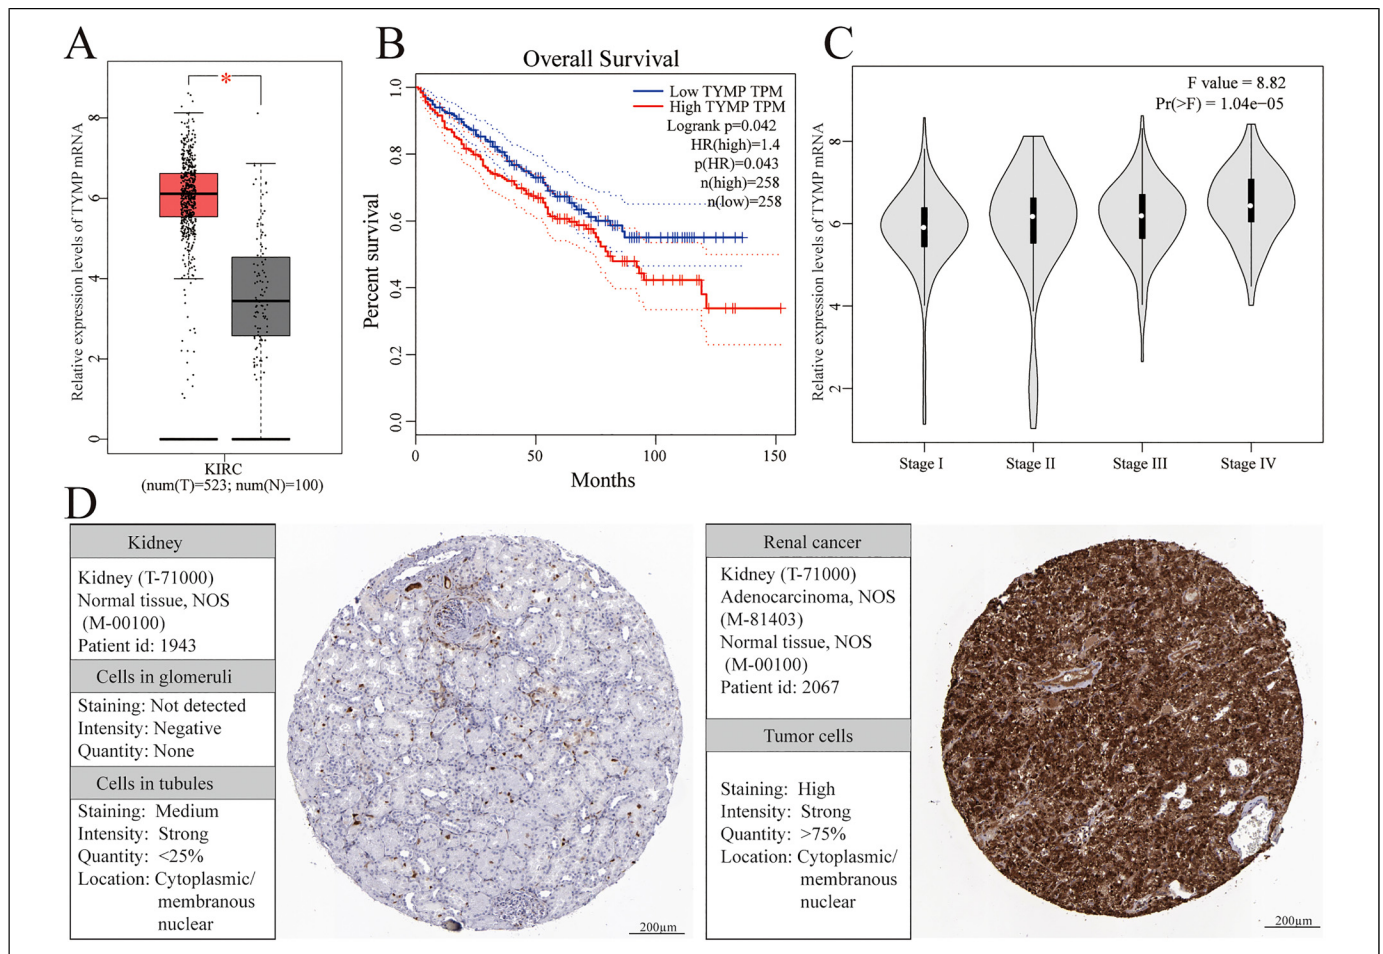 A
Relative expression levels of TYMP mRNA
8
6
4
2
0
*
KIRC
(num(T)=523; num(N)=100)
B
Overall Survival
Percent survival
1.0
0.8
0.6
0.4
0.2
0.0
Low TYMP TPM
High TYMP TPM
Logrank p=0.042
HR(high)=1.4
p(HR)=0.043
n(high)=258
n(low)=258
0 50 100 150
Months
C
Relative expression levels of TYMP mRNA
8
6
4
2
F value = 8.82
Pr(>F) = 1.04e−05
Stage I Stage II Stage III Stage IV
D
Kidney
Kidney (T-71000)
Normal tissue, NOS
(M-00100)
Patient id: 1943
Cells in glomeruli
Staining: Not detected
Intensity: Negative
Quantity: None
Cells in tubules
Staining: Medium
Intensity: Strong
Quantity: <25%
Location: Cytoplasmic/
membranous
nuclear
200μm
Renal cancer
Kidney (T-71000)
Adenocarcinoma, NOS
(M-81403)
Normal tissue, NOS
(M-00100)
Patient id: 2067
Tumor cells
Staining: High
Intensity: Strong
Quantity: >75%
Location: Cytoplasmic/
membranous
nuclear
200μm